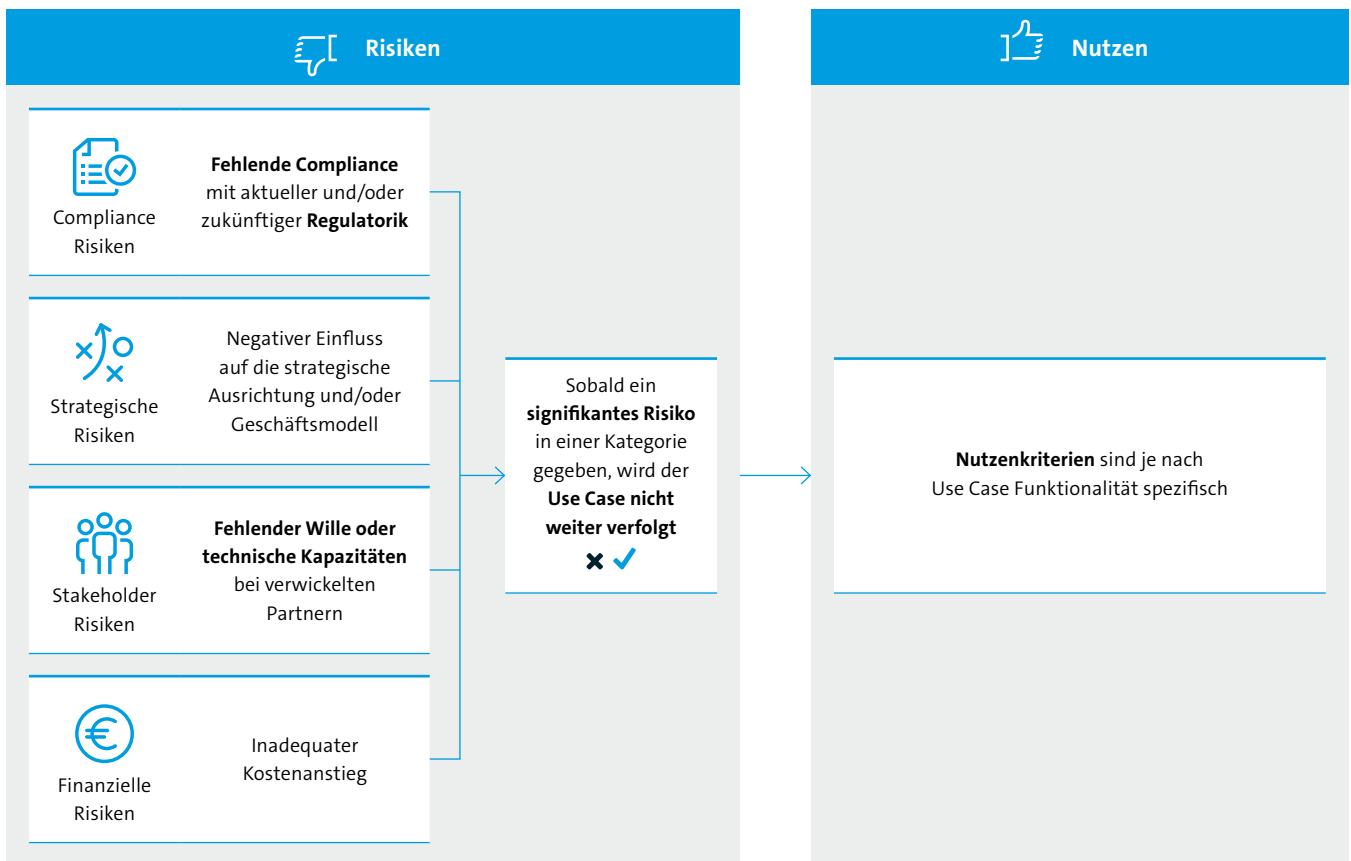 Risiken
Nutzen
Compliance
Risiken
Fehlende Compliance
mit aktueller und/oder
zukünftiger Regulatorik
Strategische
Risiken
Negativer Einfluss
auf die strategische
Ausrichtung und/oder
Geschäftsmodell
Stakeholder
Risiken
Fehlender Wille oder
technische Kapazitäten
bei verwickelten
Partnern
Finanzielle
Risiken
Inadequater
Kostenanstieg
Sobald ein
signifikantes Risiko
in einer Kategorie
gegeben, wird der
Use Case nicht
weiter verfolgt
Nutzenkriterien sind je nach
Use Case Funktionalität spezifisch